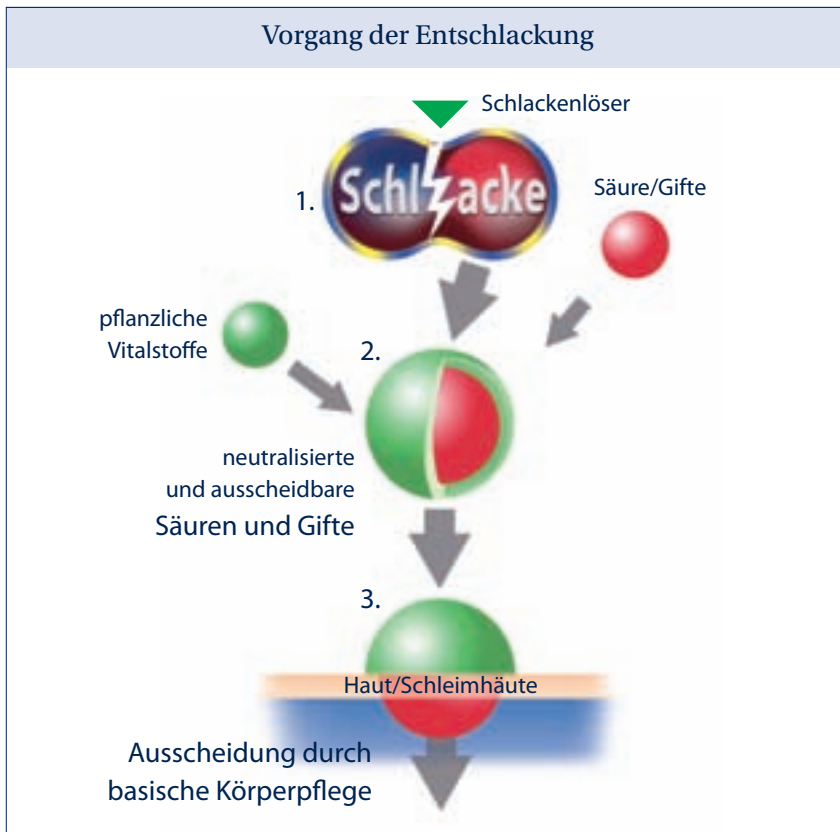 Vorgang der Entschlackung
Schlackenlöser
1.
Schlacke
Säure/Gifte
pflanzliche
Vitalstoffe
2.
neutralisierte
und ausscheidbare
Säuren und Gifte
3.
Haut/Schleimhäute
Ausscheidung durch
basische Körperpflege